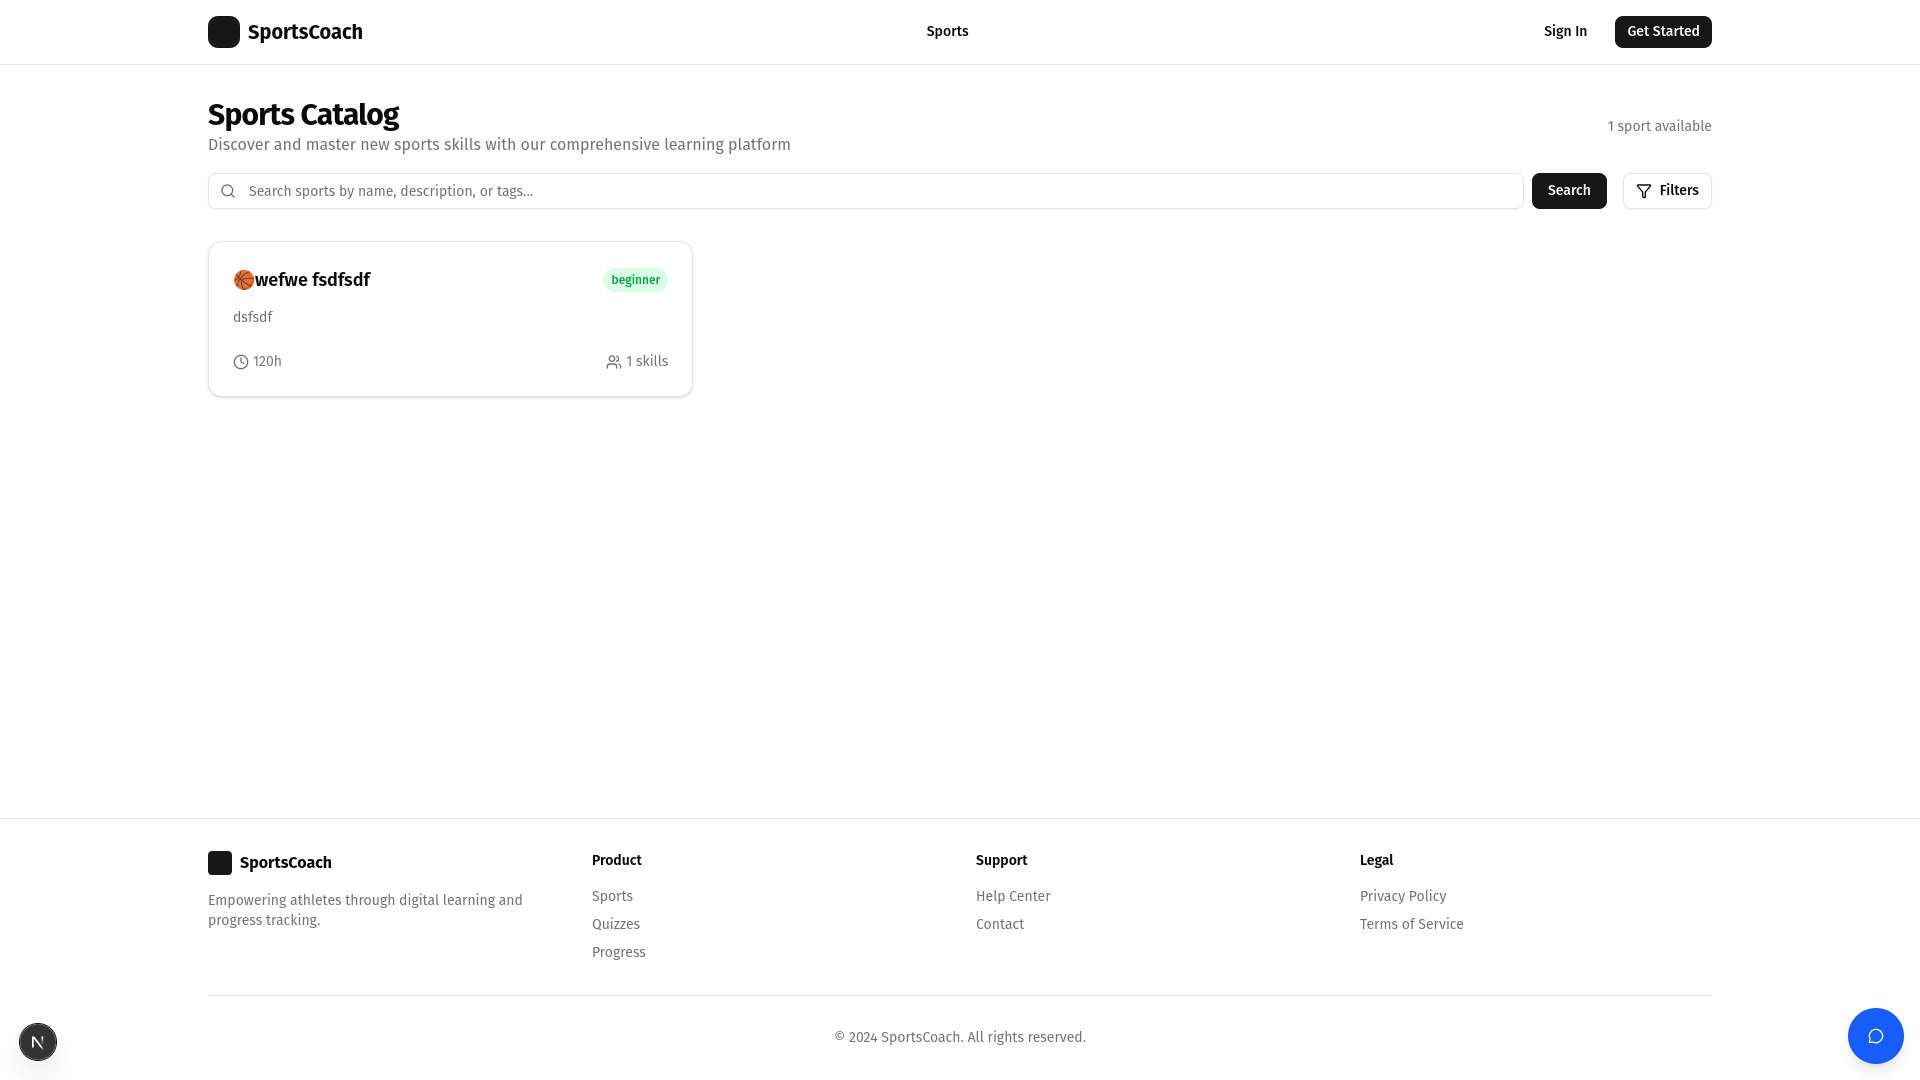 SportsCoach
Sports
Sign In
Get Started
Sports Catalog
Discover and master new sports skills with our comprehensive learning platform
1 sport available
Search sports by name, description, or tags...
Search
Filters
🏀wefwe fsdfsdf
beginner
dsfsdf
120h
1 skills
SportsCoach
Empowering athletes through digital learning and
progress tracking.
Product
Sports
Quizzes
Progress
Support
Help Center
Contact
Legal
Privacy Policy
Terms of Service
© 2024 SportsCoach. All rights reserved.
N